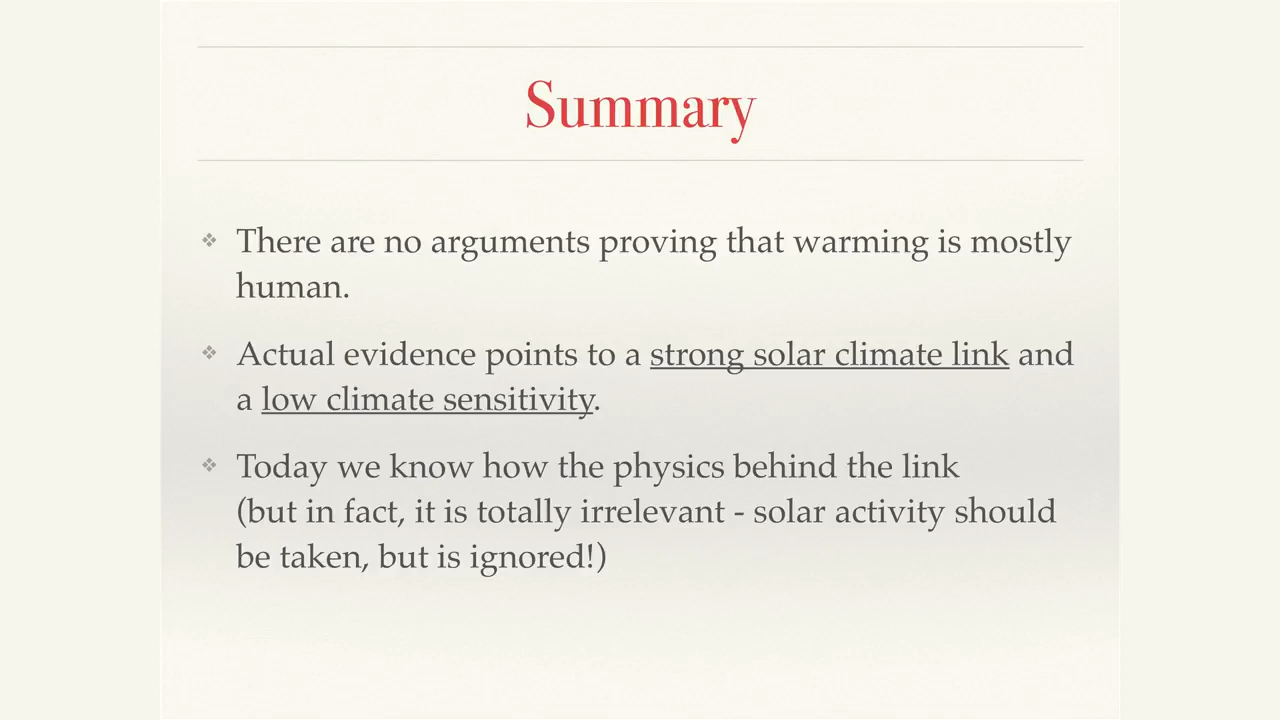 Summary
❖ There are no arguments proving that warming is mostly
human.
❖ Actual evidence points to a strong solar climate link and
a low climate sensitivity.
❖ Today we know how the physics behind the link
(but in fact, it is totally irrelevant - solar activity should
be taken, but is ignored!)